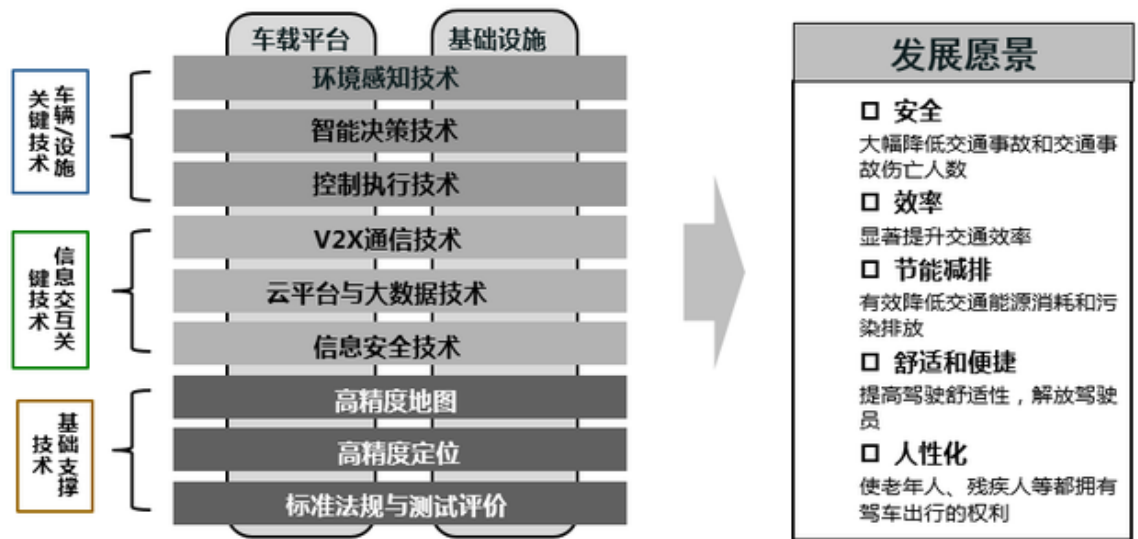 车载平台
基础设施
车辆/设施
关键技术
环境感知技术
智能决策技术
控制执行技术
信息交互关
键技术
V2X通信技术
云平台与大数据技术
信息安全技术
基础支撑
技术
高精度地图
高精度定位
标准法规与测试评价
发展愿景
安全
大幅降低交通事故和交通事
故伤亡人数
效率
显著提升交通效率
节能减排
有效降低交通能源消耗和污
染排放
舒适和便捷
提高驾驶舒适性，解放驾驶
员
人性化
使老年人、残疾人等都拥有
驾车出行的权利